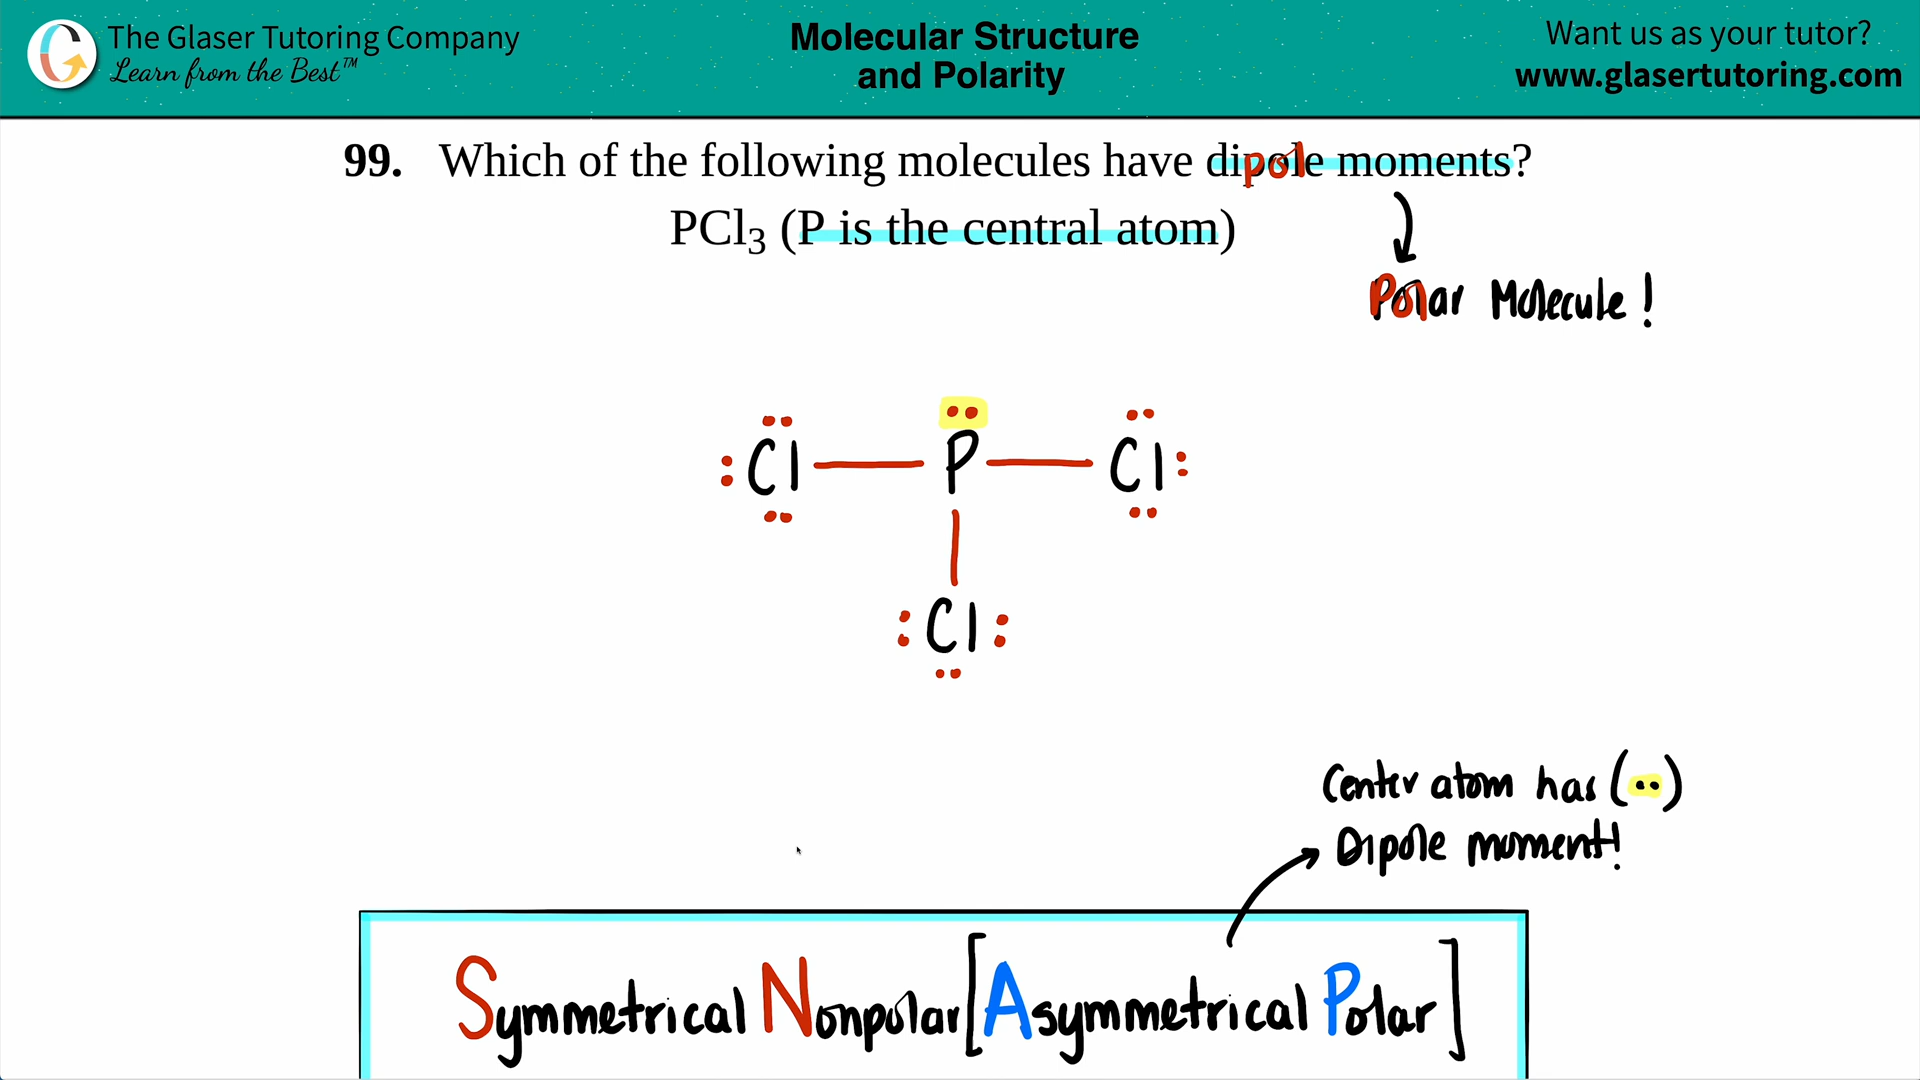 The Glaser Tutoring Company
Learn from the Best™
Molecular Structure
and Polarity
Want us as your tutor?
www.glasertutoring.com
99. Which of the following molecules have dipole moments?
PCl₃ (P is the central atom)
Polar Molecule!
Cl P Cl
Cl
Center atom has (••)
Dipole moment!
Symmetrical Nonpolar [Asymmetrical Polar]